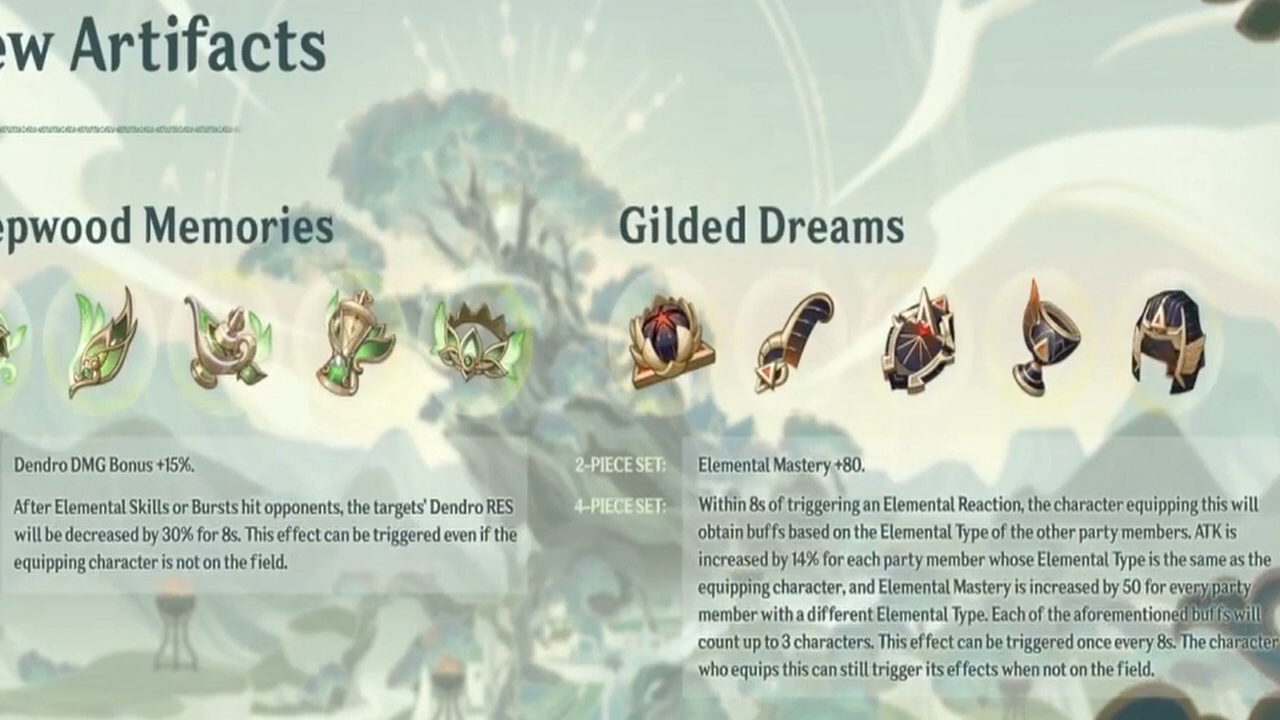 ew Artifacts
epwood Memories
Dendro DMG Bonus +15%.
After Elemental Skills or Bursts hit opponents, the targets' Dendro RES
will be decreased by 30% for 8s. This effect can be triggered even if the
equipping character is not on the field.
Gilded Dreams
2-PIECE SET: Elemental Mastery +80.
4-PIECE SET: Within 8s of triggering an Elemental Reaction, the character equipping this will
obtain buffs based on the Elemental Type of the other party members. ATK is
increased by 14% for each party member whose Elemental Type is the same as the
equipping character, and Elemental Mastery is increased by 50 for every party
member with a different Elemental Type. Each of the aforementioned buffs will
count up to 3 characters. This effect can be triggered once every 8s. The character
who equips this can still trigger its effects when not on the field.